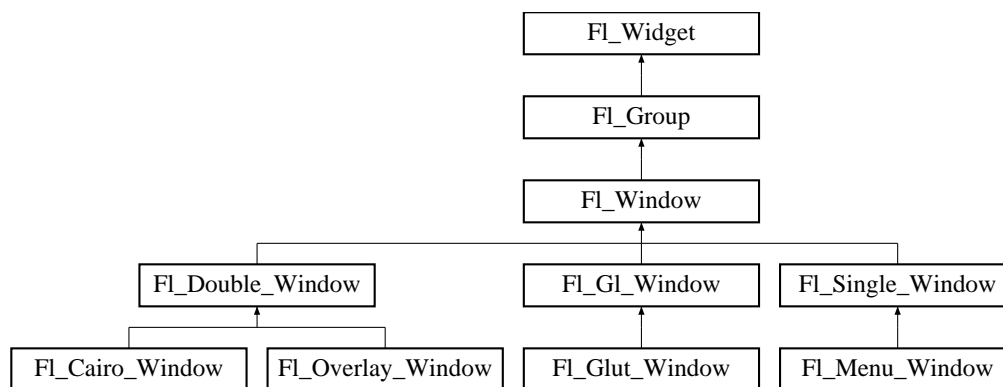 Fl_Widget
Fl_Group
Fl_Window
Fl_Double_Window
Fl_Gl_Window
Fl_Single_Window
Fl_Cairo_Window
Fl_Overlay_Window
Fl_Glut_Window
Fl_Menu_Window